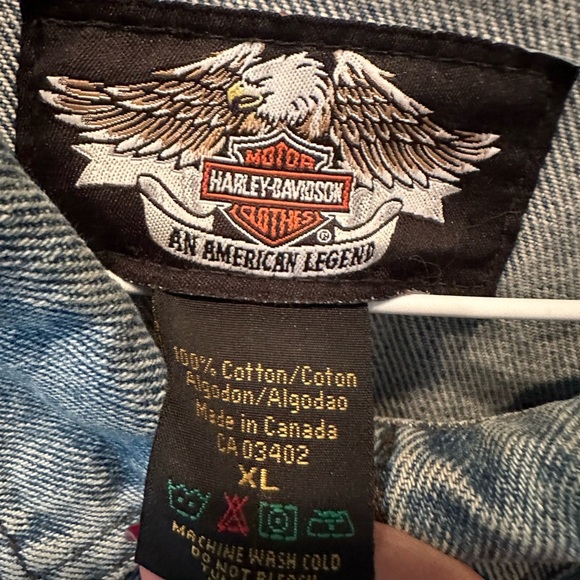 MOTOR
HARLEY-DAVIDSON
CLOTHES
®
AN AMERICAN LEGEND
100% Cotton/Coton
Algodon/Algodao
Made in Canada
CA 03402
XL
MACHINE WASH COLD
DO NOT BLEACH